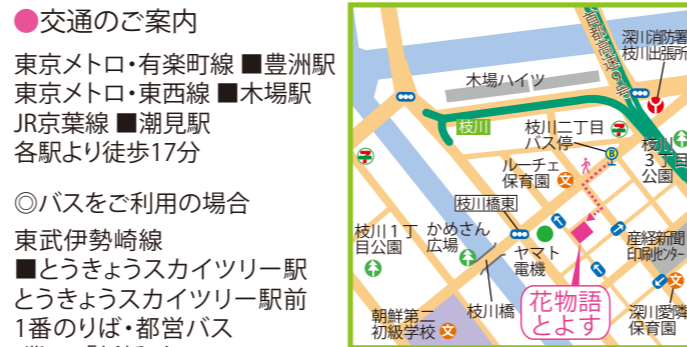 ●交通のご案内
東京メトロ・有楽町線 ■豊洲駅
東京メトロ・東西線 ■木場駅
JR京葉線 ■潮見駅
各駅より徒歩17分
◎バスをご利用の場合
東武伊勢崎線
■とうきょうスカイツリー駅
とうきょうスカイツリー駅前
1番のりば・都営バス
深川消防署
枝川出張所
木場ハイツ
枝川
枝川二丁目
バス停
B
枝川
3丁目
公園
ルーチェ
保育園
文
枝川橋東
枝川1丁
目公園
かめさん
広場
ヤマト
電機
産経新聞
印刷センター
枝川橋
花物語
とよす
朝鮮第二
初級学校
文
文
深川愛隣
保育園